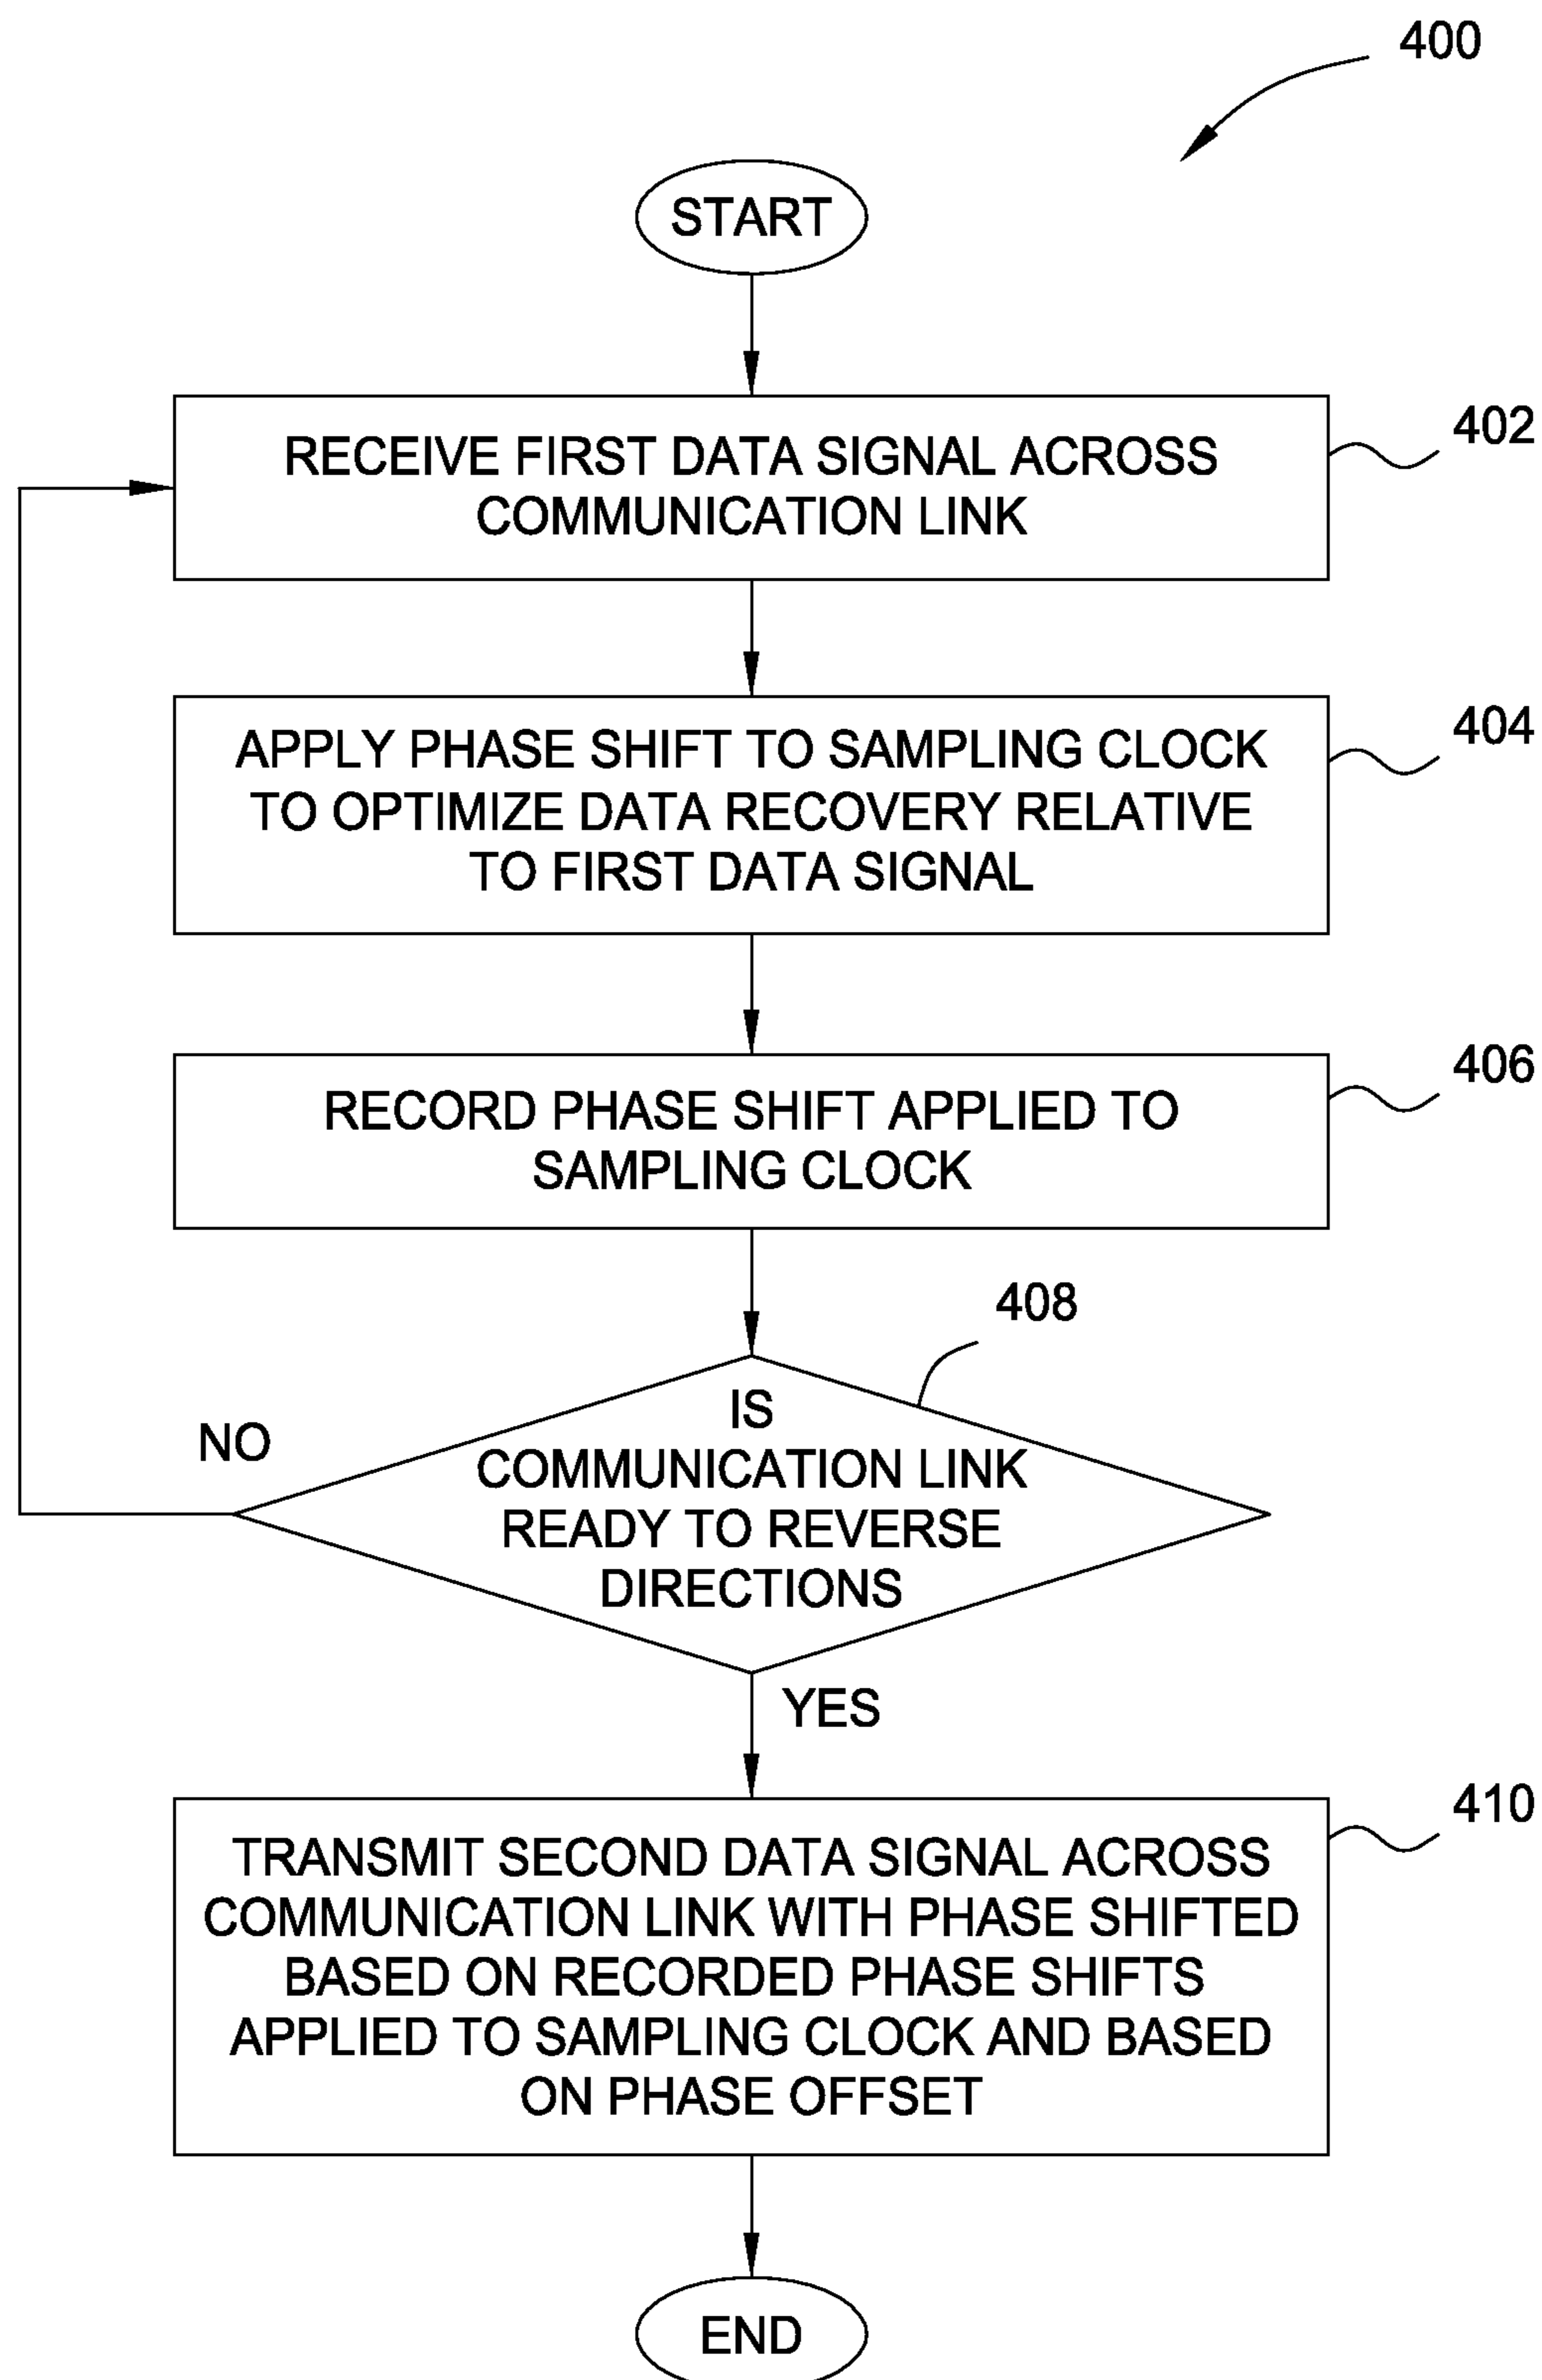 400
START
RECEIVE FIRST DATA SIGNAL ACROSS
COMMUNICATION LINK
402
APPLY PHASE SHIFT TO SAMPLING CLOCK
TO OPTIMIZE DATA RECOVERY RELATIVE
TO FIRST DATA SIGNAL
404
RECORD PHASE SHIFT APPLIED TO
SAMPLING CLOCK
406
408
IS
COMMUNICATION LINK
READY TO REVERSE
DIRECTIONS
NO
YES
TRANSMIT SECOND DATA SIGNAL ACROSS
COMMUNICATION LINK WITH PHASE SHIFTED
BASED ON RECORDED PHASE SHIFTS
APPLIED TO SAMPLING CLOCK AND BASED
ON PHASE OFFSET
410
END